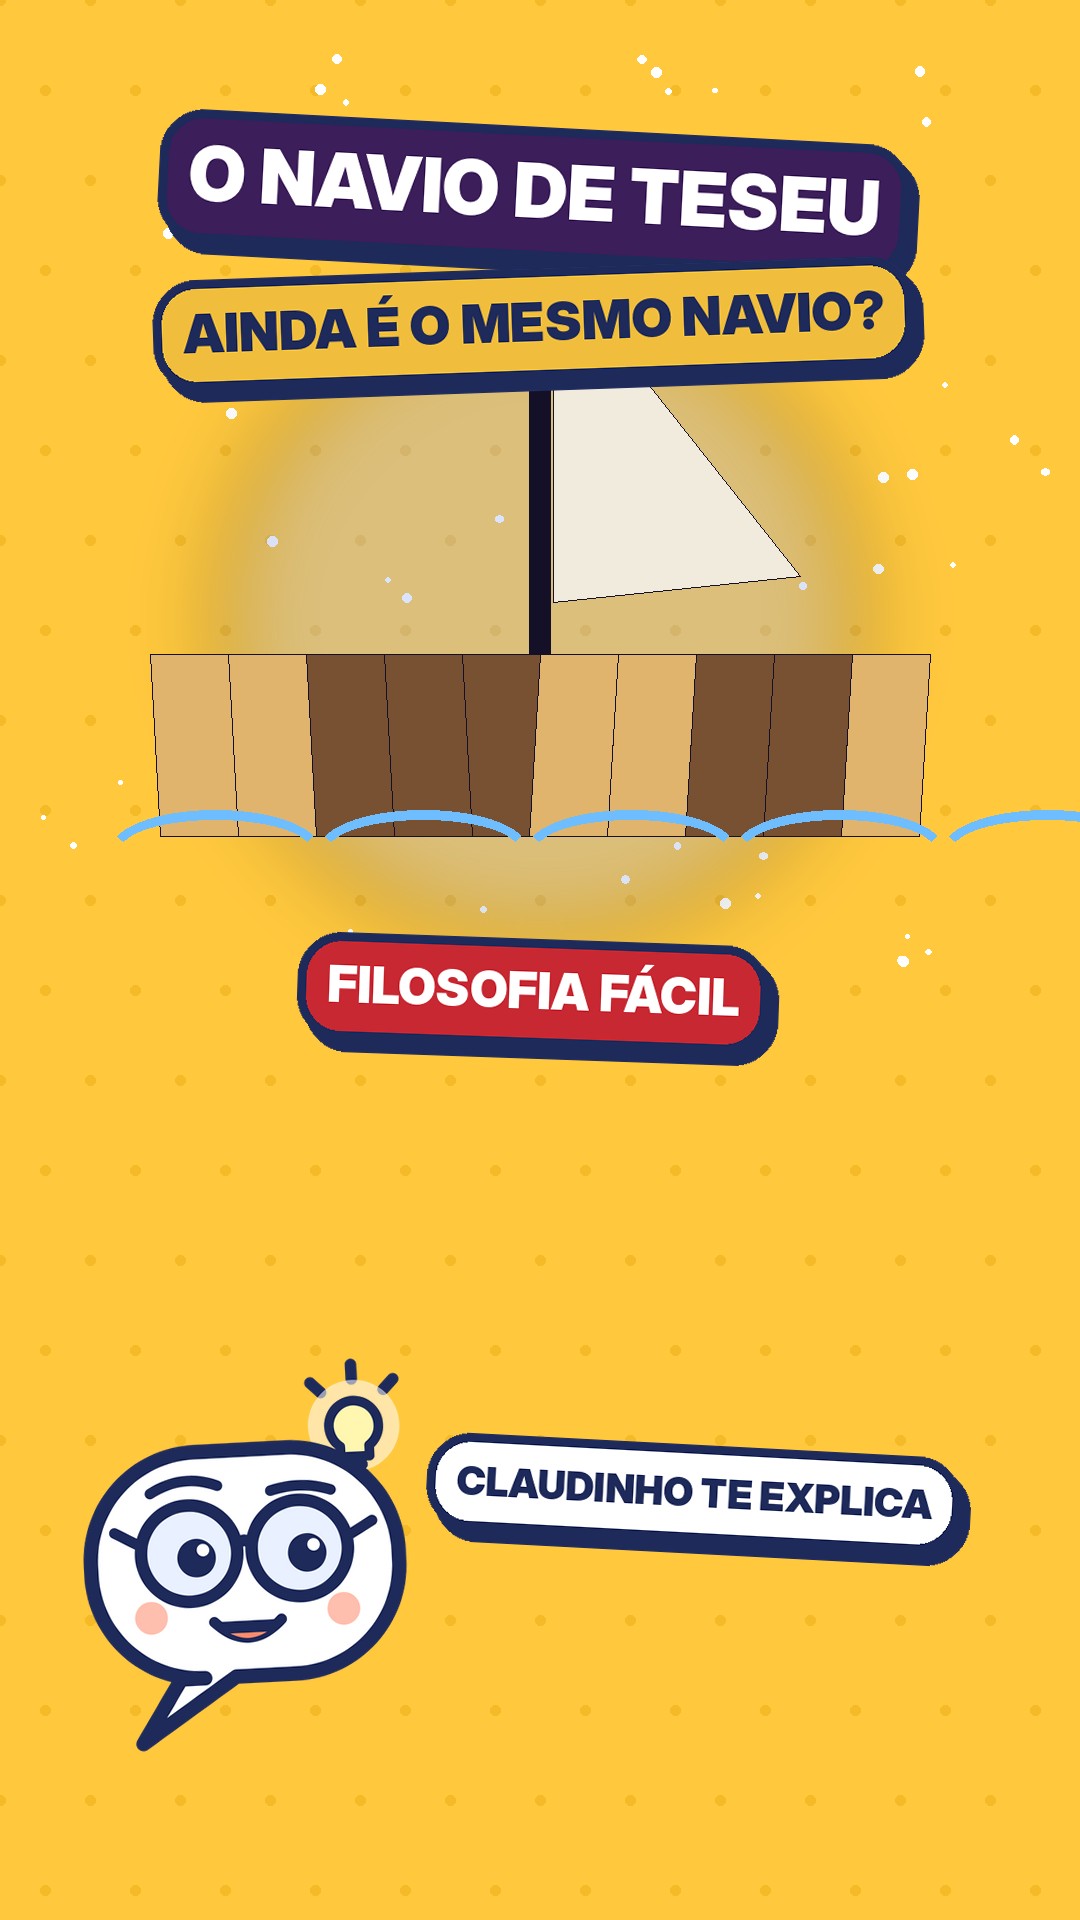 O NAVIO DE TESEU
AINDA É O MESMO NAVIO?
FILOSOFIA FÁCIL
CLAUDINHO TE EXPLICA